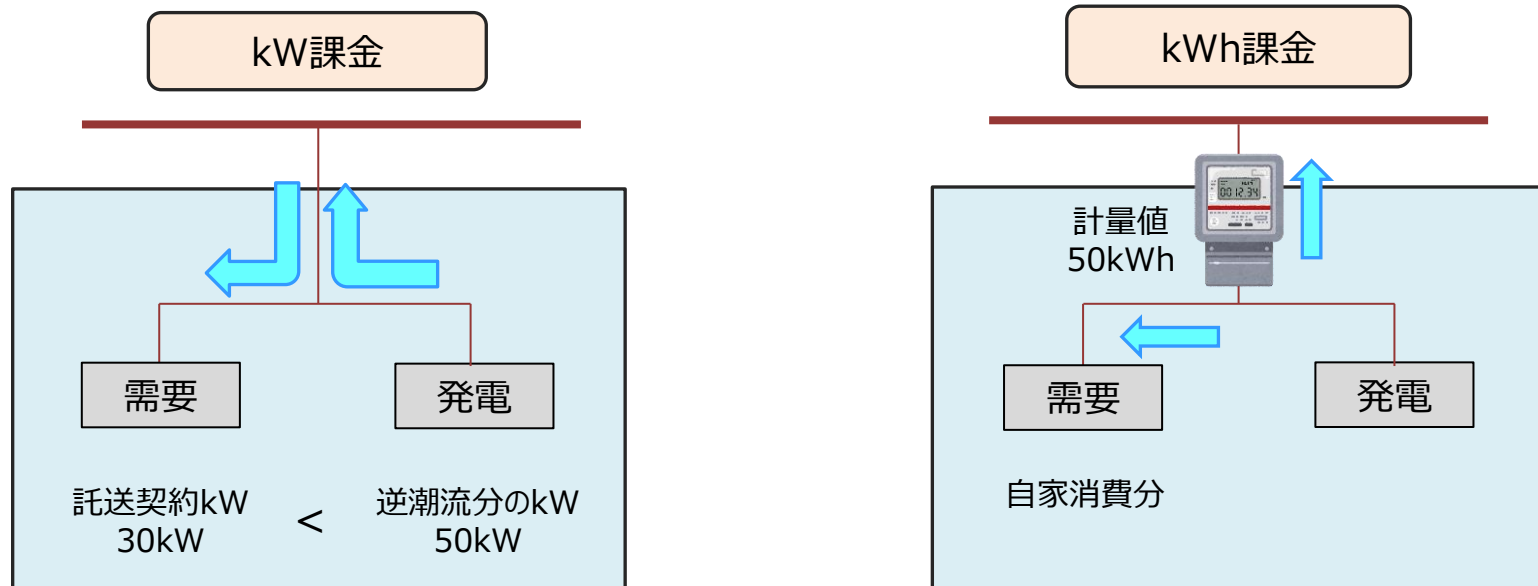 kW課金
託送契約kW
30kW
<
逆潮流分のkW
50kW
需要
発電
kWh課金
計量値
50kWh
0012.34
需要
発電
自家消費分